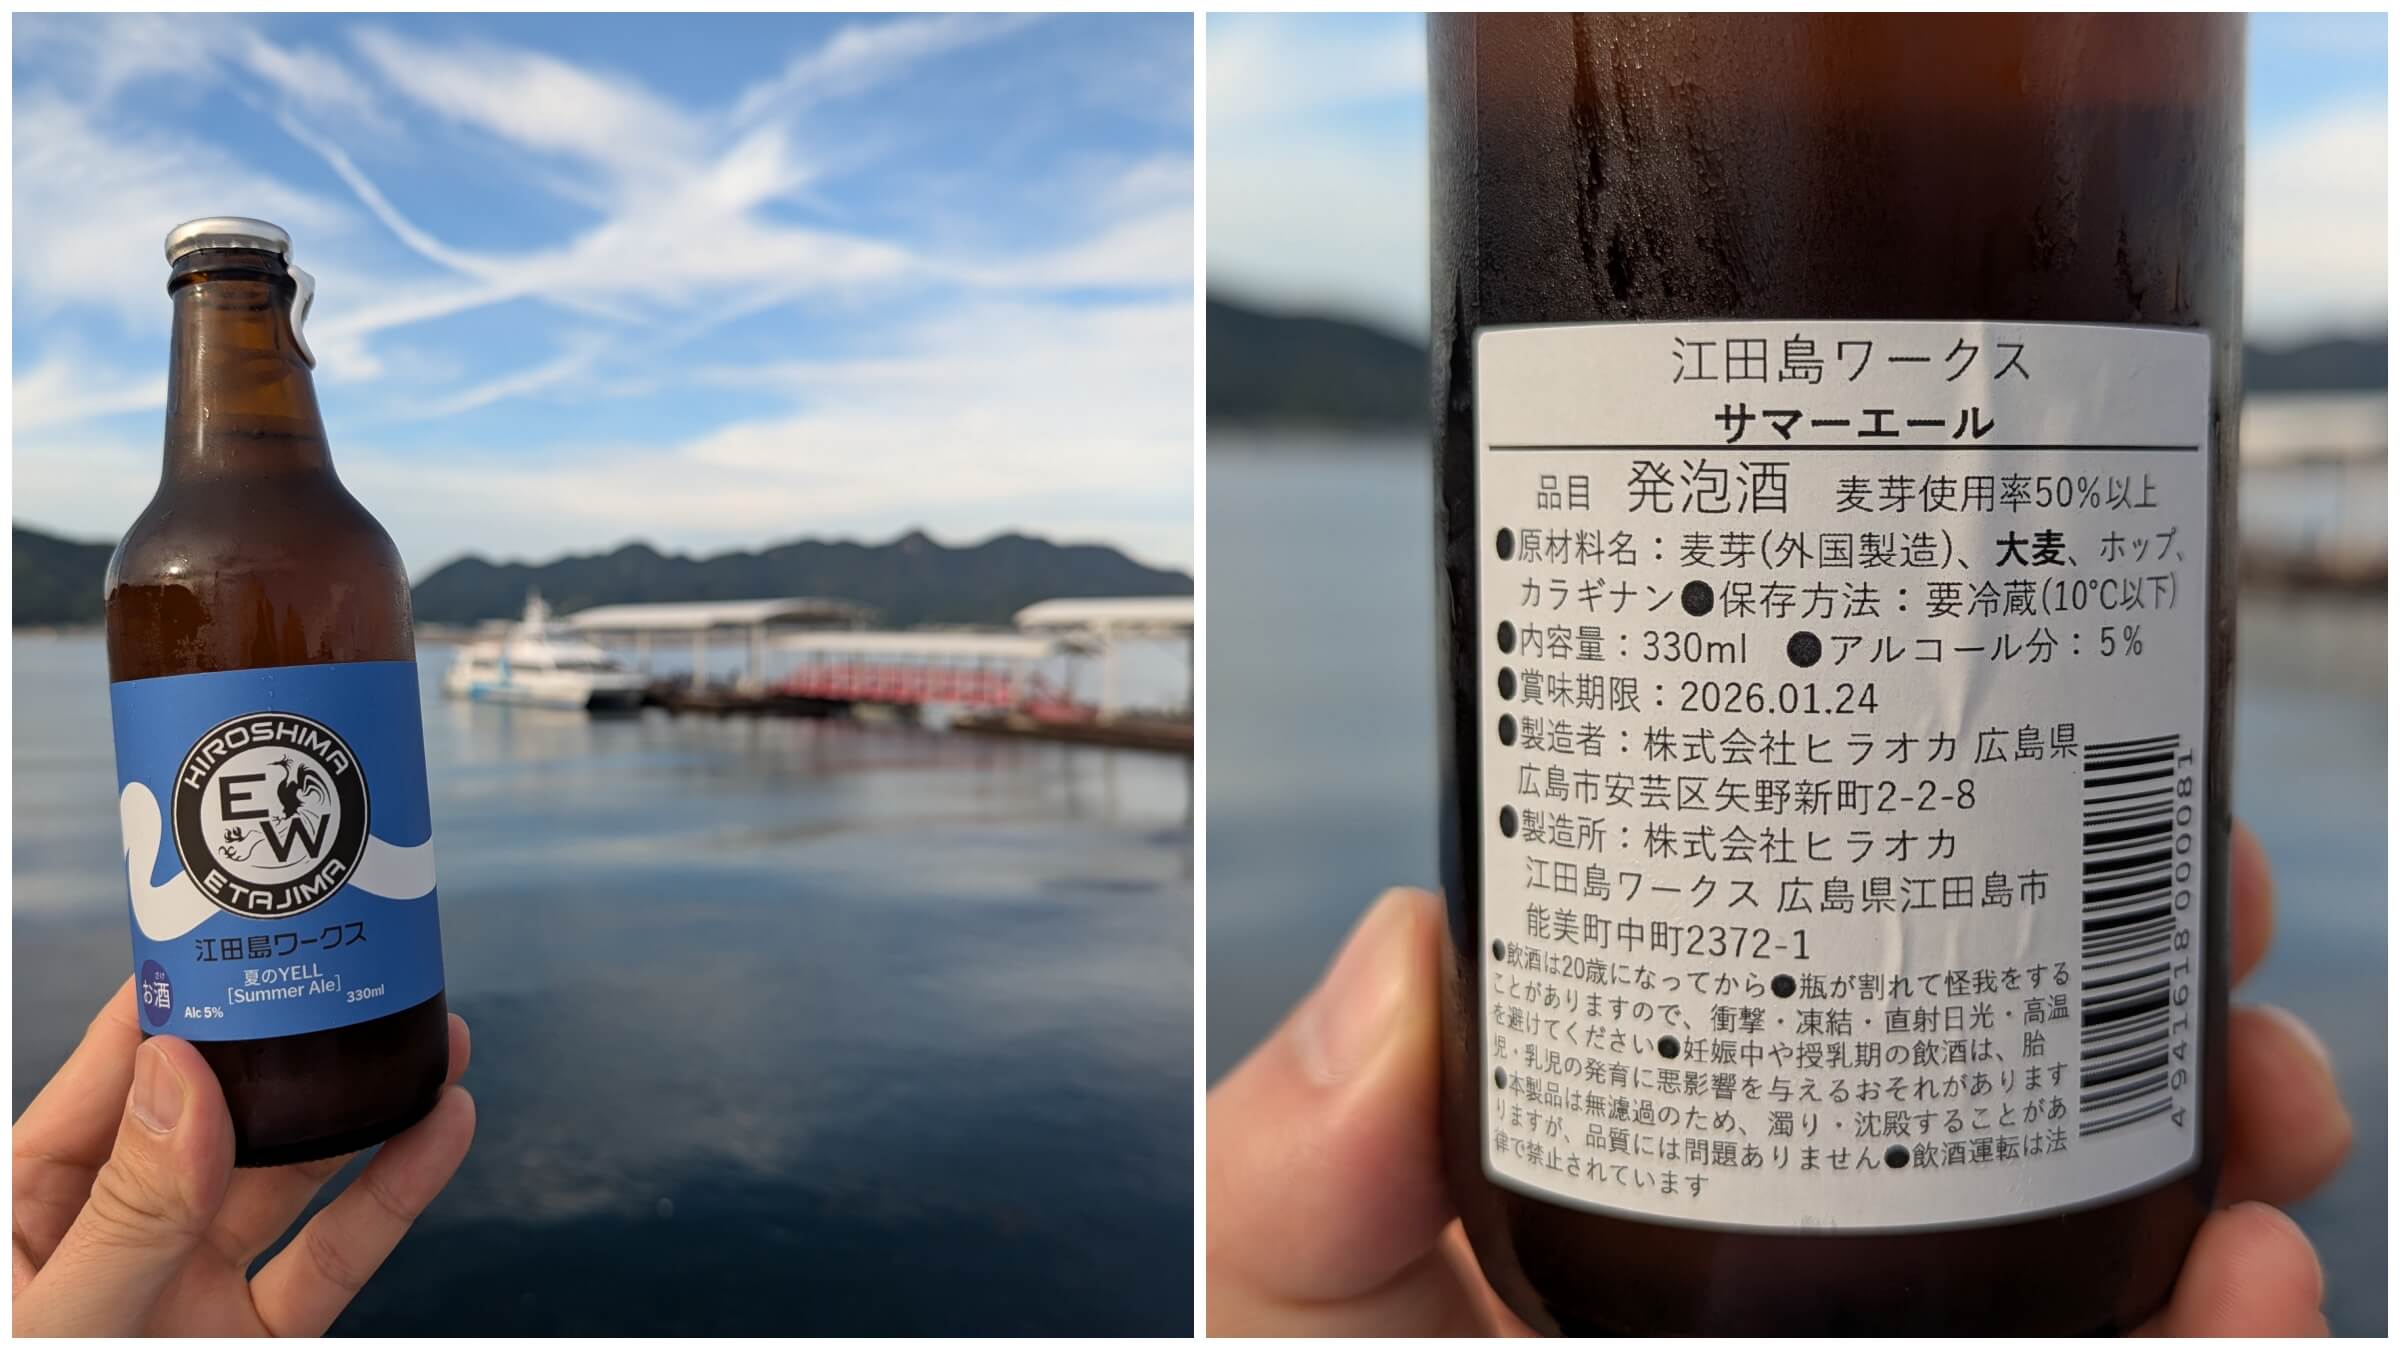 HIROSHIMA
EW
ETAJIMA
江田島ワークス
夏のYELL
[Summer Ale]
さけ
お酒
Alc 5%
330ml
江田島ワークス
サマーエール
品目 発泡酒 麦芽使用率50%以上
●原材料名：麦芽(外国製造)、大麦、ホップ、
カラギナン●保存方法：要冷蔵(10℃以下)
●内容量：330ml ●アルコール分：5%
●賞味期限：2026.01.24
●製造者：株式会社ヒラオカ 広島県
広島市安芸区矢野新町2-2-8
●製造所：株式会社ヒラオカ
江田島ワークス 広島県江田島市
能美町中町2372-1
●飲酒は20歳になってから●瓶が割れて怪我をする
ことがありますので、衝撃・凍結・直射日光・高温
を避けてください●妊娠中や授乳期の飲酒は、胎
児・乳児の発育に悪影響を与えるおそれがあります
●本製品は無濾過のため、濁り・沈殿することがあ
りますが、品質には問題ありません●飲酒運転は法
律で禁止されています
4941618000081